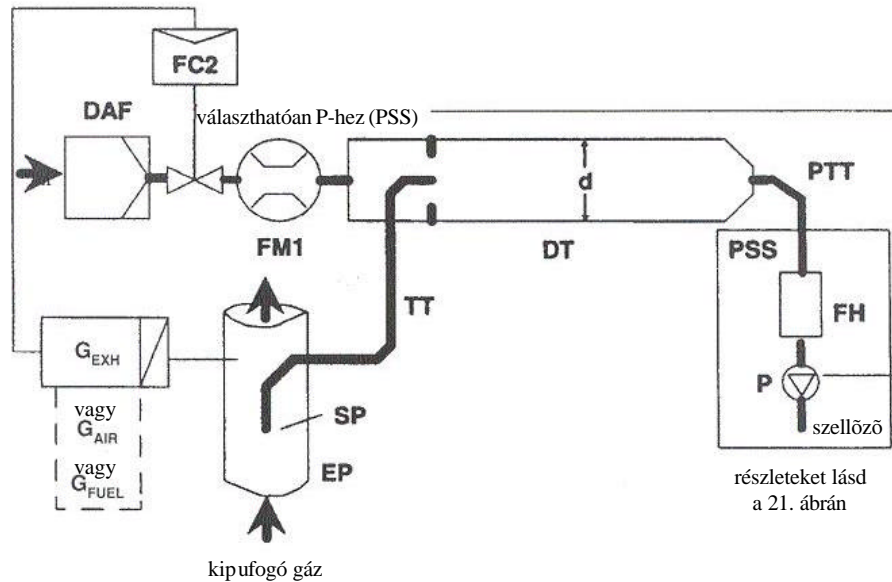 FC2
DAF
választhatóan P-hez (PSS)
d
PTT
FM1
DT
PSS
TT
FH
G_EXH
P
vagy
G_AIR
SP
szellõzõ
vagy
EP
G_FUEL
részleteket lásd
a 21. ábrán
kipufogó gáz